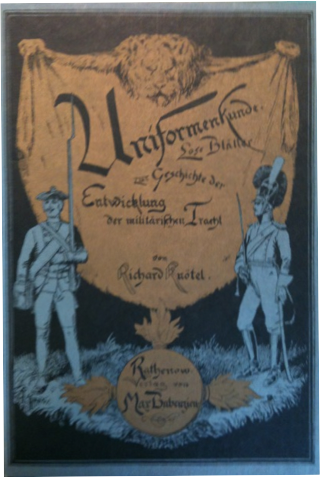 Uniformenkunde.
Lose Blätter
zur Geschichte der
Entwicklung
der militärischen Tracht
von
Richard Knötel.
Rathenow.
Verlag von
Max Babenzien